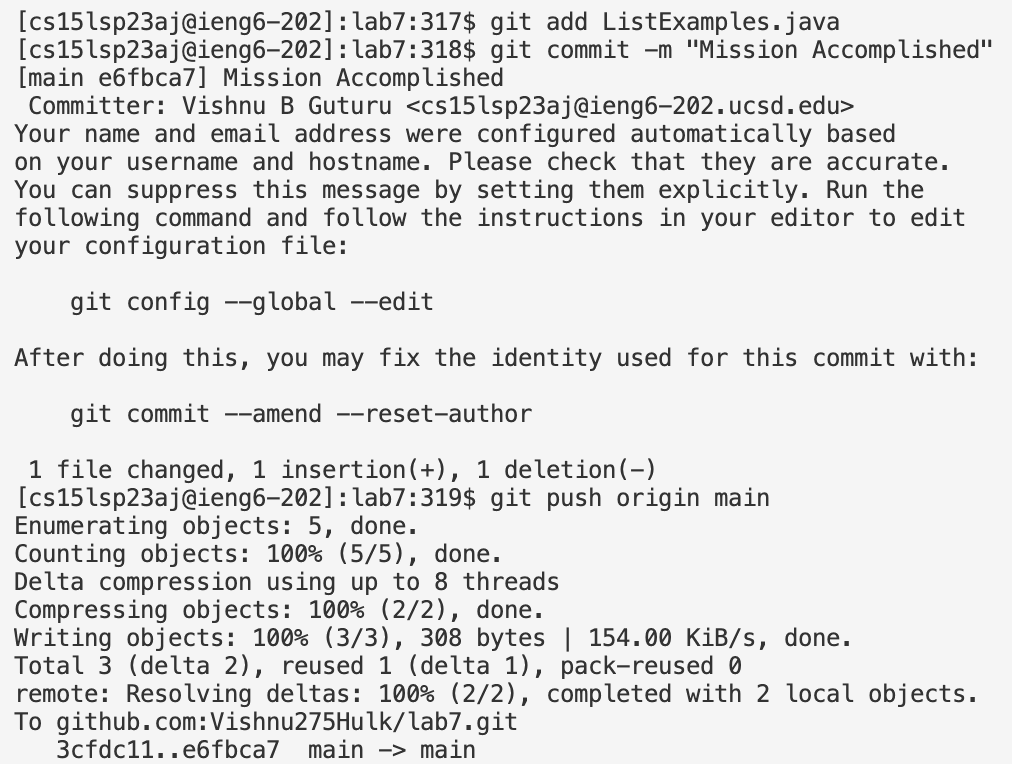 [cs15lsp23aj@ieng6-202]:lab7:317$ git add ListExamples.java
[cs15lsp23aj@ieng6-202]:lab7:318$ git commit -m "Mission Accomplished"
[main e6fbca7] Mission Accomplished
 Committer: Vishnu B Guturu <cs15lsp23aj@ieng6-202.ucsd.edu>
Your name and email address were configured automatically based
on your username and hostname. Please check that they are accurate.
You can suppress this message by setting them explicitly. Run the
following command and follow the instructions in your editor to edit
your configuration file:

    git config --global --edit

After doing this, you may fix the identity used for this commit with:

    git commit --amend --reset-author

 1 file changed, 1 insertion(+), 1 deletion(-)
[cs15lsp23aj@ieng6-202]:lab7:319$ git push origin main
Enumerating objects: 5, done.
Counting objects: 100% (5/5), done.
Delta compression using up to 8 threads
Compressing objects: 100% (2/2), done.
Writing objects: 100% (3/3), 308 bytes | 154.00 KiB/s, done.
Total 3 (delta 2), reused 1 (delta 1), pack-reused 0
remote: Resolving deltas: 100% (2/2), completed with 2 local objects.
To github.com:Vishnu275Hulk/lab7.git
   3cfdc11..e6fbca7  main -> main